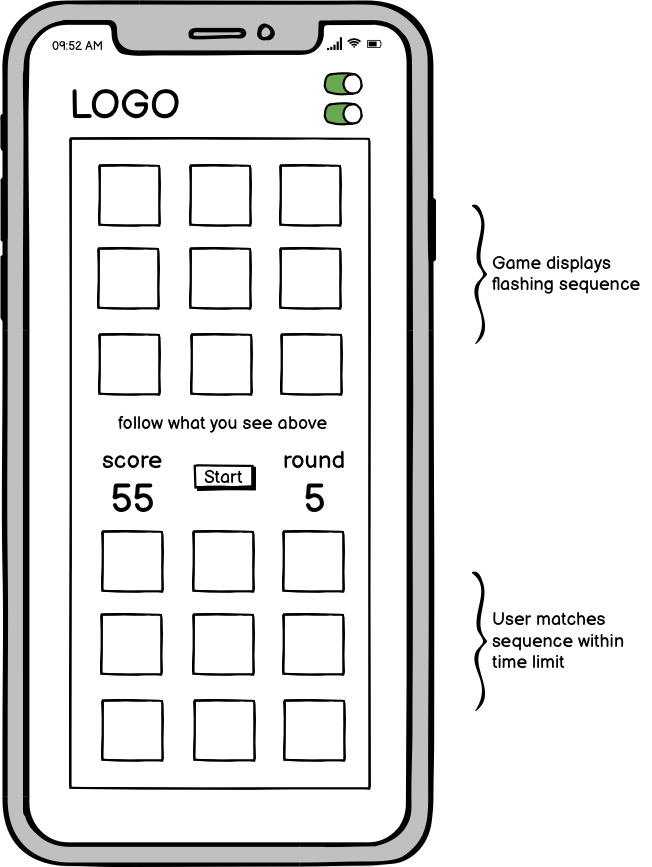 09:52 AM
LOGO
Game displays
flashing sequence
follow what you see above
score
Start
round
55
5
User matches
sequence within
time limit